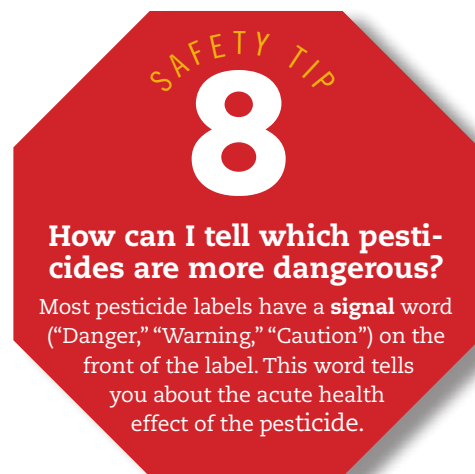 SAFETY TIP
8
How can I tell which pesti-
cides are more dangerous?
Most pesticide labels have a signal word
(“Danger,” “Warning,” “Caution”) on the
front of the label. This word tells
you about the acute health
effect of the pesticide.